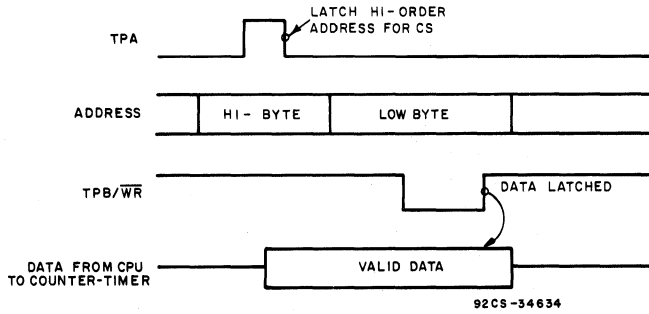 LATCH HI-ORDER
ADDRESS FOR CS
TPA
ADDRESS
HI- BYTE
LOW BYTE
TPB/W̅R̅
DATA LATCHED
DATA FROM CPU
TO COUNTER-TIMER
VALID DATA
92CS-34634